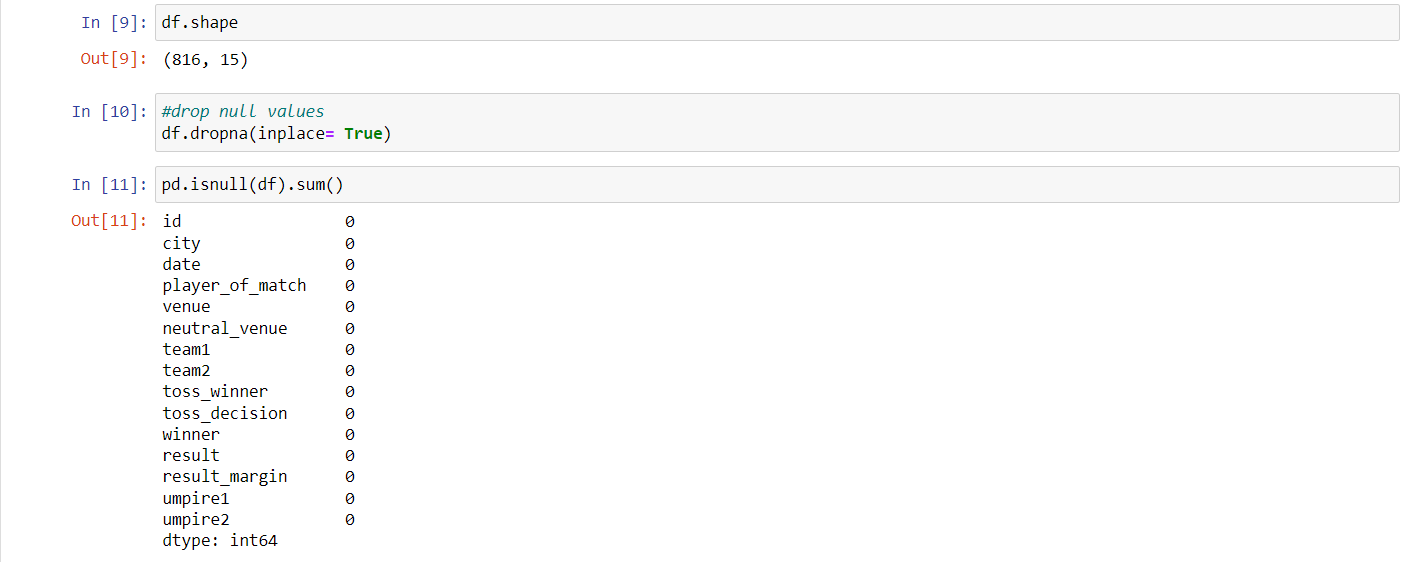 In [9]: df.shape
Out[9]: (816, 15)
In [10]: #drop null values
df.dropna(inplace= True)
In [11]: pd.isnull(df).sum()
Out[11]: id 0
city 0
date 0
player_of_match 0
venue 0
neutral_venue 0
team1 0
team2 0
toss_winner 0
toss_decision 0
winner 0
result 0
result_margin 0
umpire1 0
umpire2 0
dtype: int64